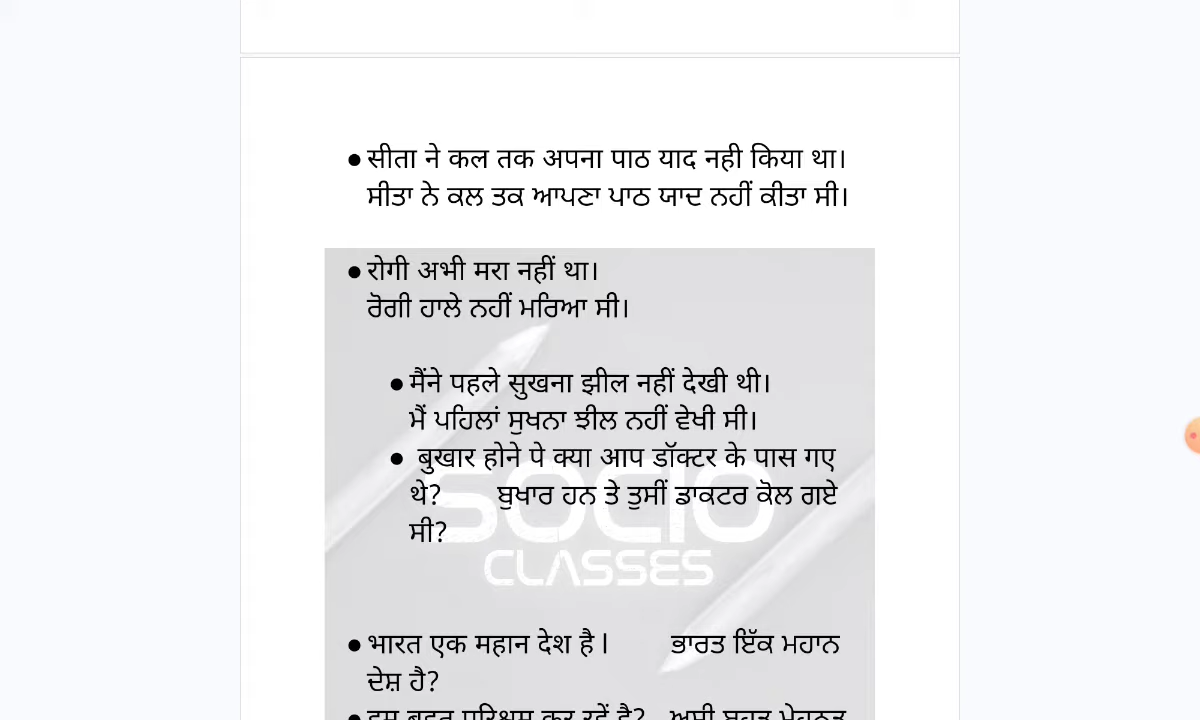 ● सीता ने कल तक अपना पाठ याद नही किया था।
ਸੀਤਾ ਨੇ ਕਲ ਤਕ ਆਪਣਾ ਪਾਠ ਯਾਦ ਨਹੀਂ ਕੀਤਾ ਸੀ।
● रोगी अभी मरा नहीं था।
ਰੋਗੀ ਹਾਲੇ ਨਹੀਂ ਮਰਿਆ ਸੀ।
● मैंने पहले सुखना झील नहीं देखी थी।
ਮੈਂ ਪਹਿਲਾਂ ਸੁਖਨਾ ਝੀਲ ਨਹੀਂ ਵੇਖੀ ਸੀ।
● बुखार होने पे क्या आप डॉक्टर के पास गए
थे? ਬੁਖਾਰ ਹਨ ਤੇ ਤੁਸੀਂ ਡਾਕਟਰ ਕੋਲ ਗਏ
ਸੀ?
SOCIO
CLASSES
● भारत एक महान देश है l ਭਾਰਤ ਇੱਕ ਮਹਾਨ
ਦੇਸ਼ ਹੈ?